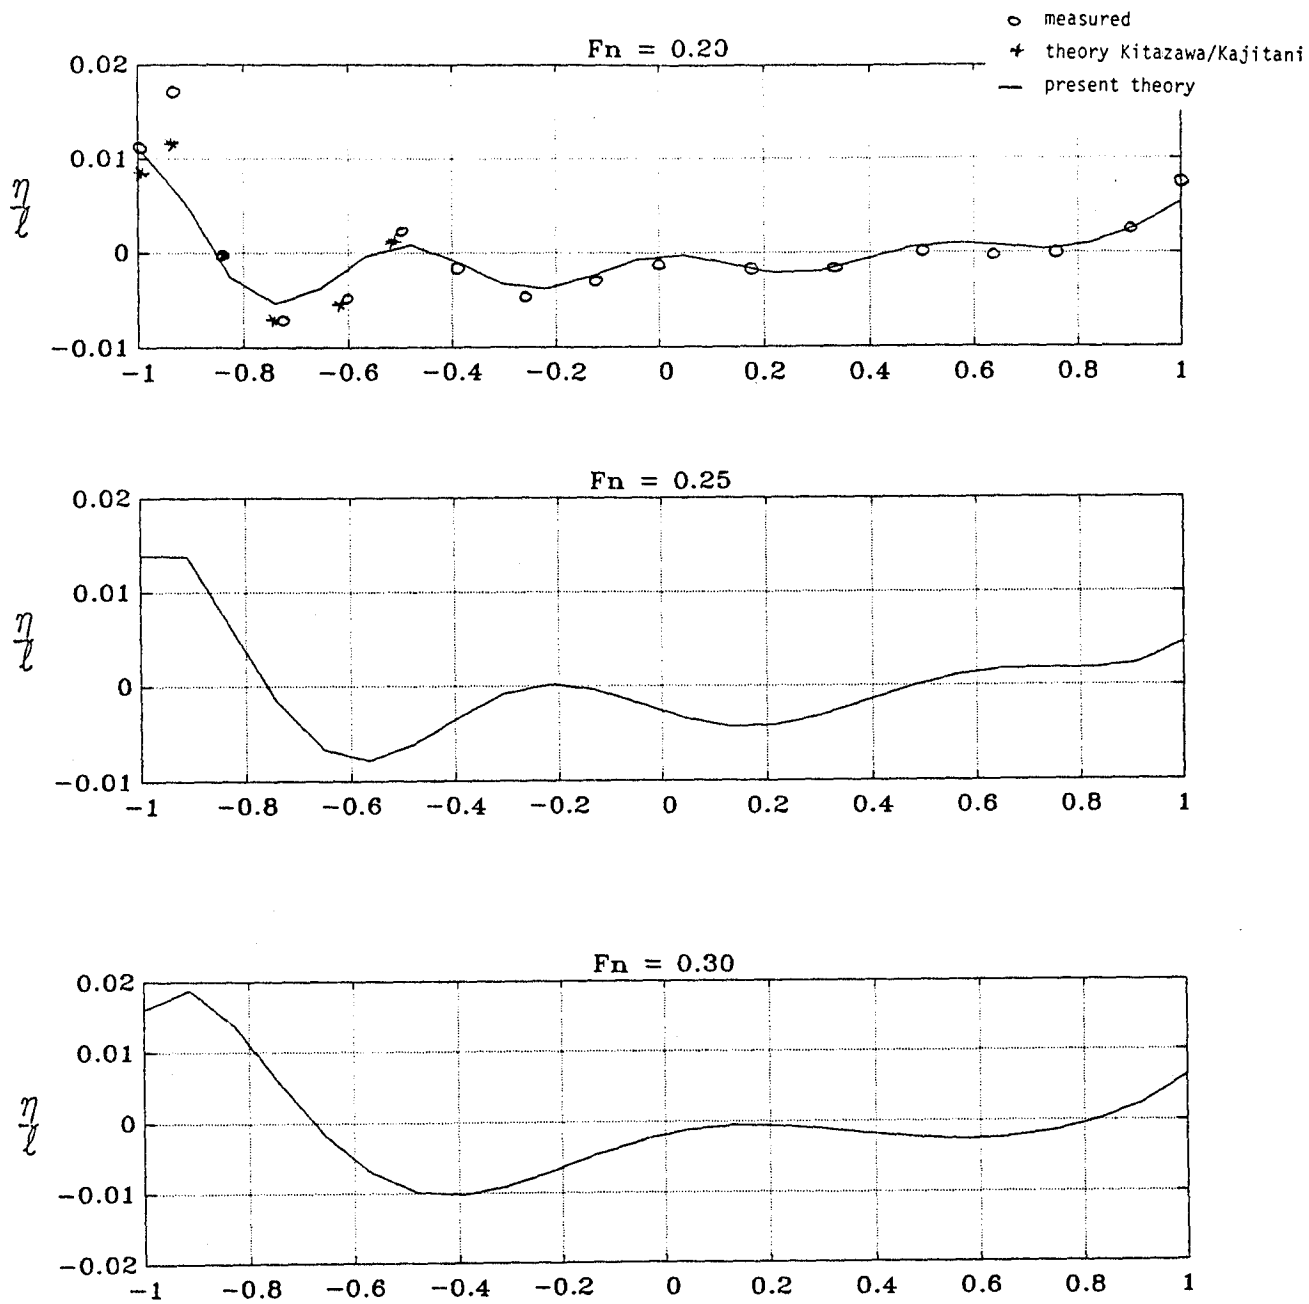 o measured
* theory Kitazawa/Kajitani
— present theory
Fn = 0.20
0.02
0.01
0
−0.01
η/ℓ
−1 −0.8 −0.6 −0.4 −0.2 0 0.2 0.4 0.6 0.8 1
Fn = 0.25
0.02
0.01
0
−0.01
η/ℓ
−1 −0.8 −0.6 −0.4 −0.2 0 0.2 0.4 0.6 0.8 1
Fn = 0.30
0.02
0.01
0
−0.01
−0.02
η/ℓ
−1 −0.8 −0.6 −0.4 −0.2 0 0.2 0.4 0.6 0.8 1